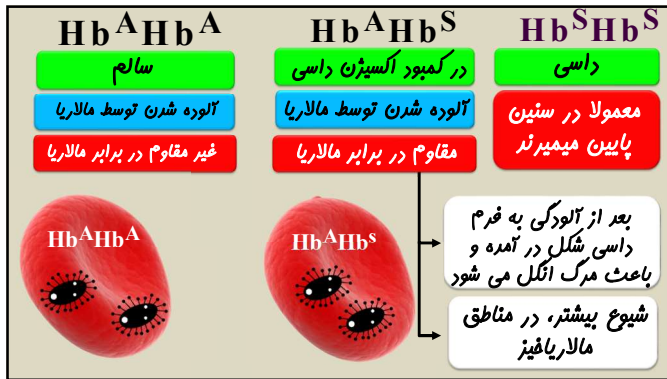 HbᴬHbᴬ
سالم
آلوده شدن توسط مالاریا
غیر مقاوم در برابر مالاریا
HbᴬHbᴬ
HbᴬHbˢ
در کمبود اکسیژن داسی
آلوده شدن توسط مالاریا
مقاوم در برابر مالاریا
HbᴬHbˢ
بعد از آلودگی به فرم
داسی شکل در آمده و
باعث مرگ انگل می شود
شیوع بیشتر، در مناطق
مالاریاخیز
HbˢHbˢ
داسی
معمولا در سنین
پایین میمیرند